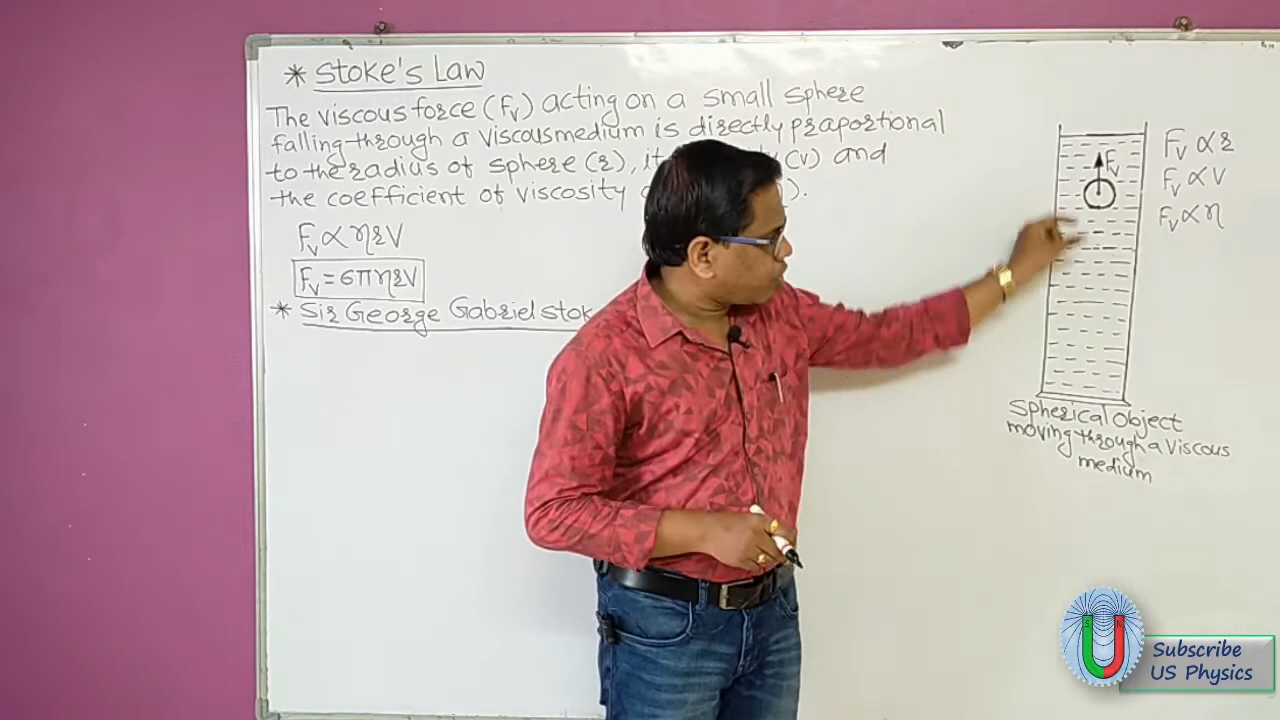 * Stoke's Law
The viscous force (Fv) acting on a small sphere
falling through a viscous medium is directly praportional
to the radius of sphere (r), (v) and
the coefficient of viscosity ).
Fv ∝ ηrV
Fv = 6πηrV
* Sir George Gabriel Stok
Fv
Fv ∝ r
Fv ∝ V
Fv ∝ η
Spherical Object
moving through a viscous
medium
S N
Subscribe
US Physics